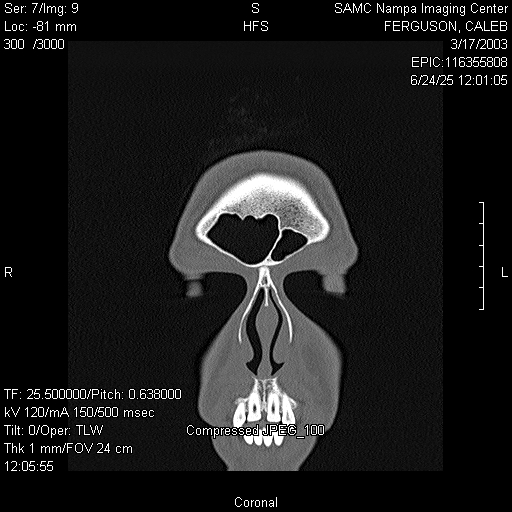 Ser: 7/Img: 9
Loc: -81 mm
300 /3000
S
HFS
SAMC Nampa Imaging Center
FERGUSON, CALEB
3/17/2003
EPIC:116355808
6/24/25 12:01:05
R
L
TF: 25.500000/Pitch: 0.638000
kV 120/mA 150/500 msec
Tilt: 0/Oper: TLW
Thk 1 mm/FOV 24 cm
12:05:55
Compressed JPEG_100
Coronal